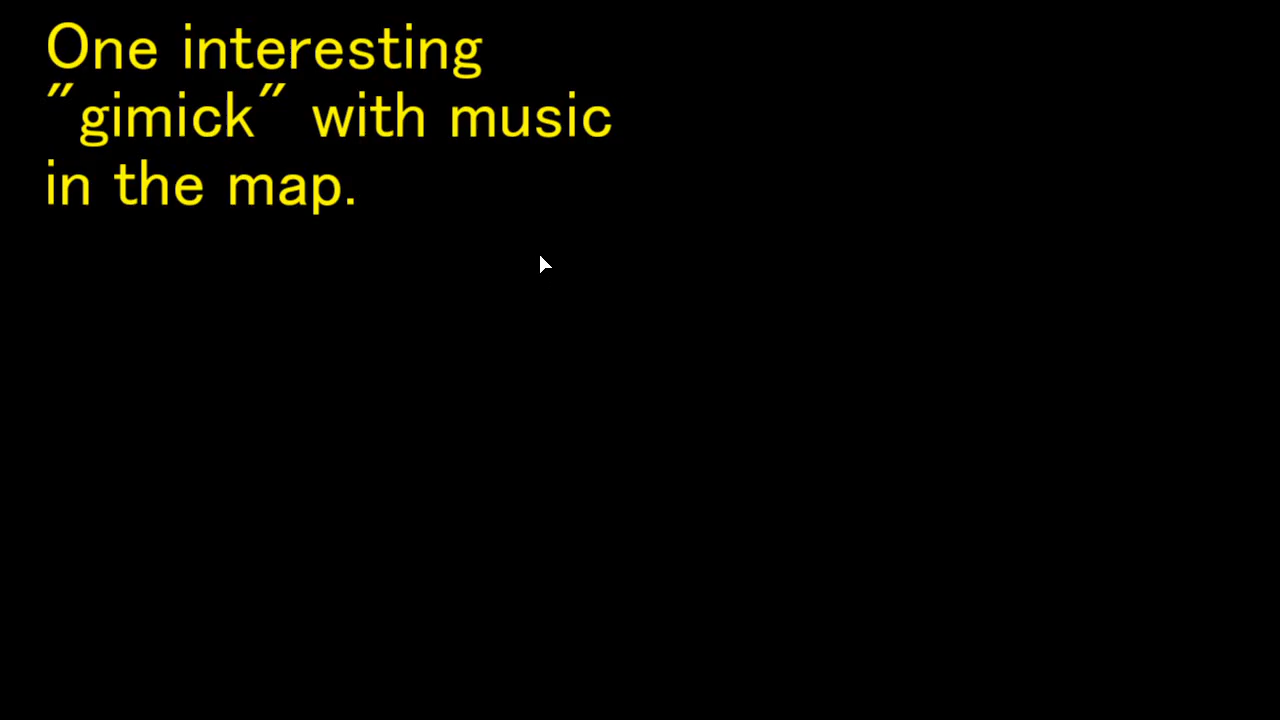 One interesting
"gimick" with music
in the map.